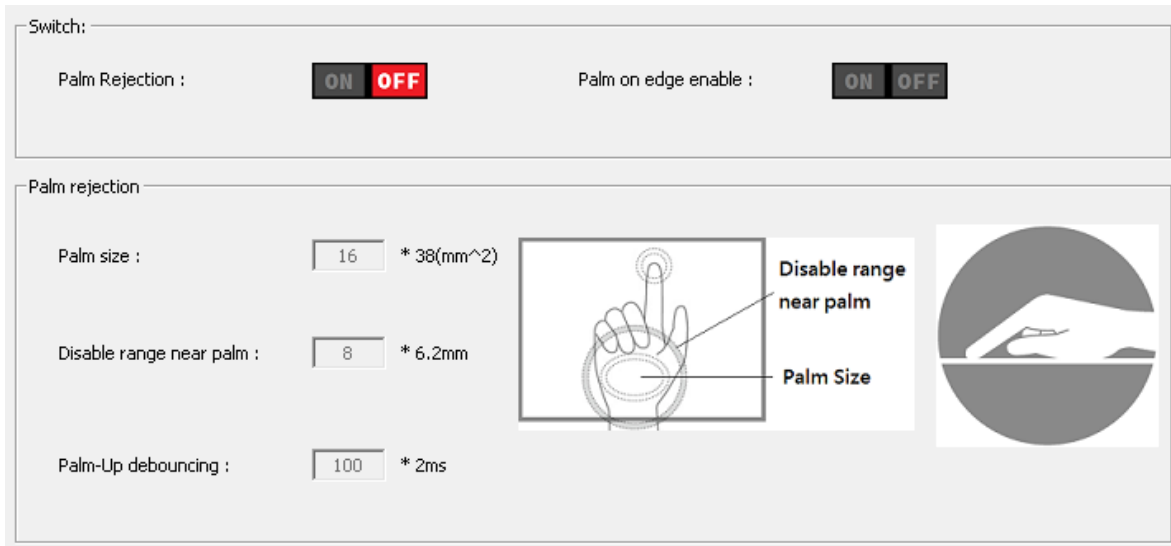 Switch:
Palm Rejection : ON OFF Palm on edge enable : ON OFF
Palm rejection
Palm size : 16 * 38(mm^2)
Disable range near palm : 8 * 6.2mm
Palm-Up debouncing : 100 * 2ms
Disable range
near palm
Palm Size